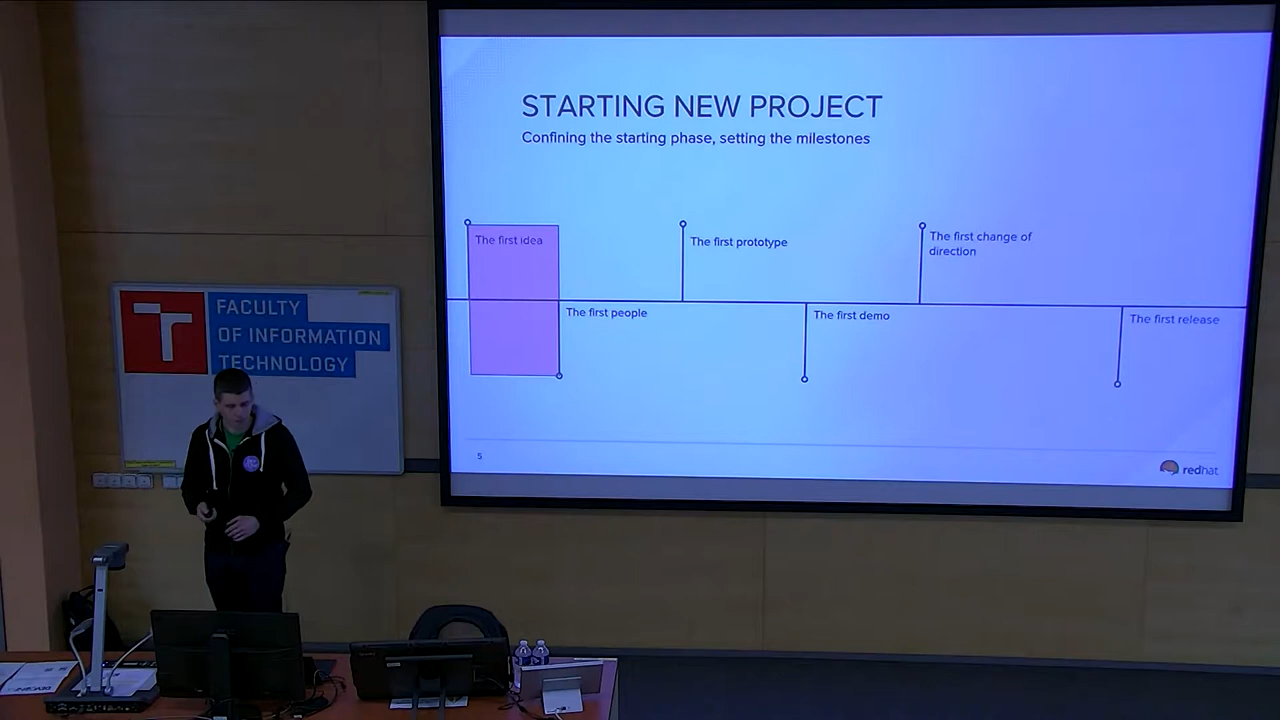 STARTING NEW PROJECT
Confining the starting phase, setting the milestones
The first idea
The first prototype
The first change of
direction
The first people
The first demo
The first release
5
redhat
FACULTY
OF INFORMATION
TECHNOLOGY